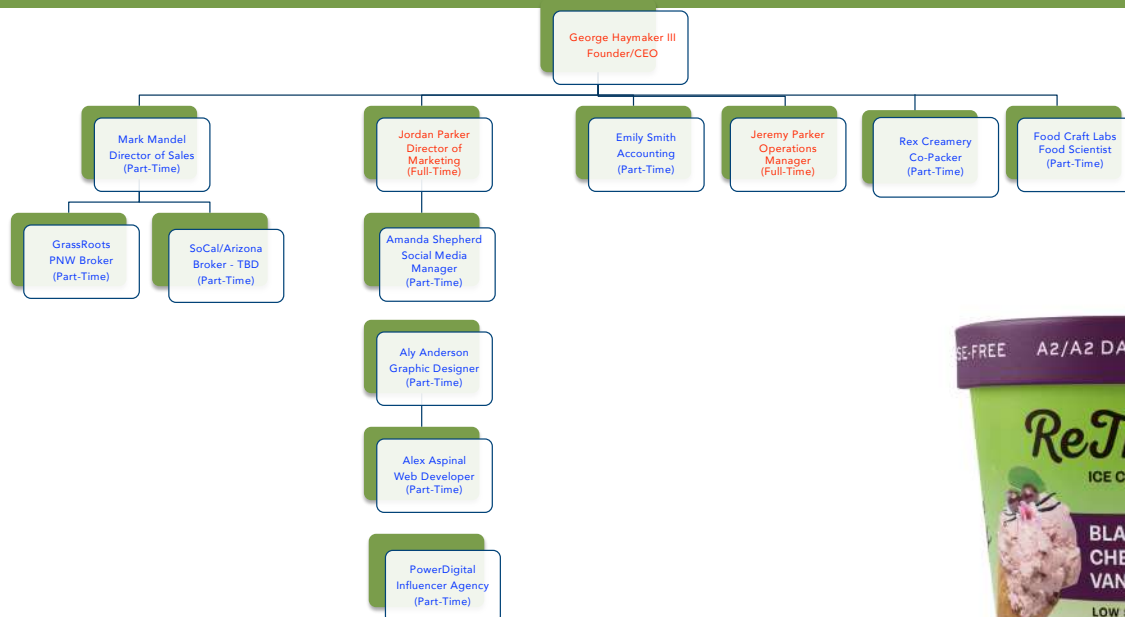 George Haymaker III
Founder/CEO
Mark Mandel
Director of Sales
(Part-Time)
Jordan Parker
Director of
Marketing
(Full-Time)
Emily Smith
Accounting
(Part-Time)
Jeremy Parker
Operations
Manager
(Full-Time)
Rex Creamery
Co-Packer
(Part-Time)
Food Craft Labs
Food Scientist
(Part-Time)
GrassRoots
PNW Broker
(Part-Time)
SoCal/Arizona
Broker - TBD
(Part-Time)
Amanda Shepherd
Social Media
Manager
(Part-Time)
Aly Anderson
Graphic Designer
(Part-Time)
Alex Aspinal
Web Developer
(Part-Time)
PowerDigital
Influencer Agency
(Part-Time)
SE-FREE A2/A2 DA
ReTh
ICE C
BLA
CHE
VAN
LOW